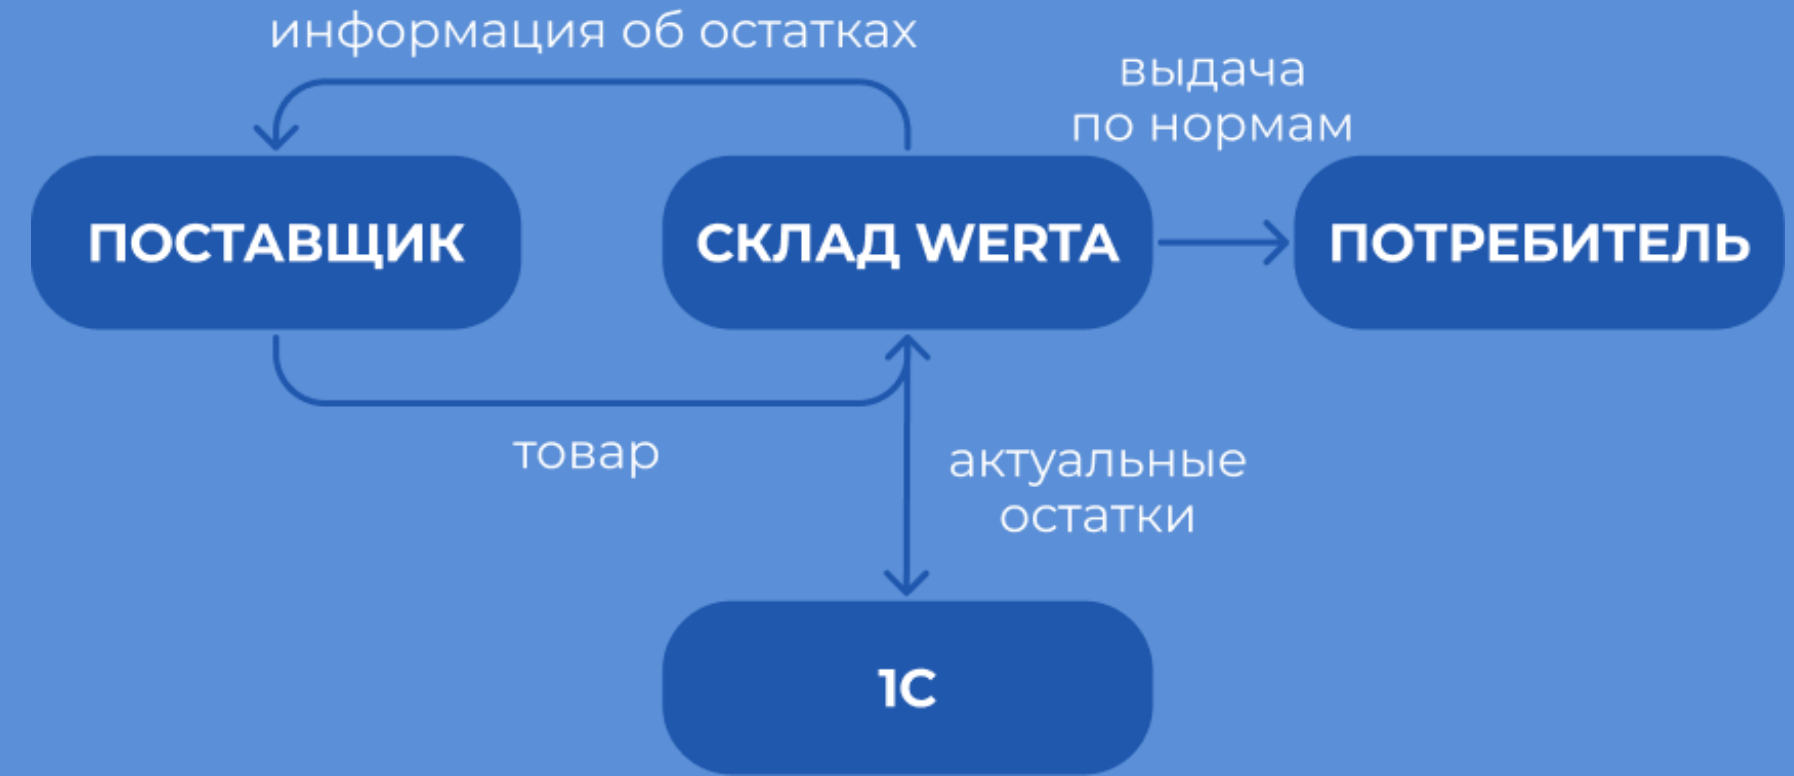 информация об остатках
выдача
по нормам
ПОСТАВЩИК
СКЛАД WERTA
ПОТРЕБИТЕЛЬ
товар
актуальные
остатки
1С